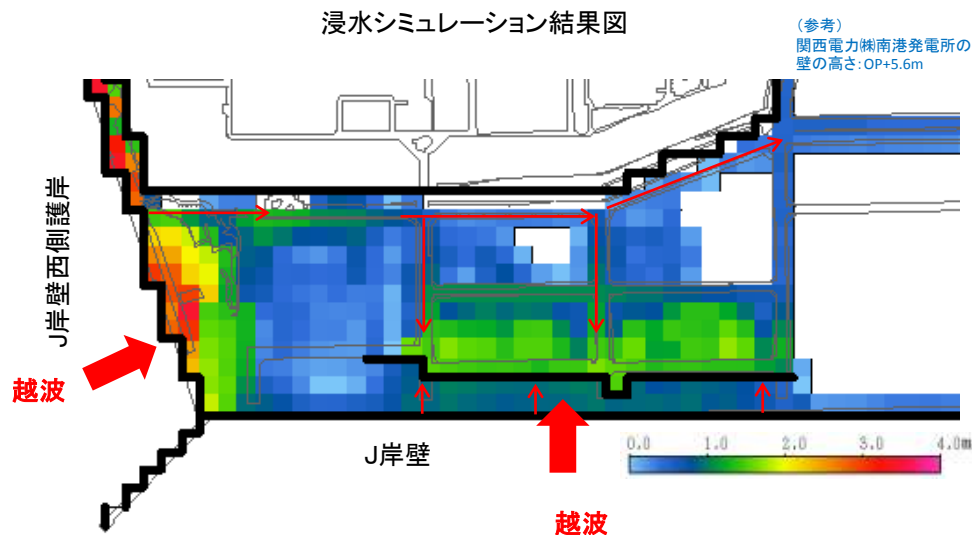 浸水シミュレーション結果図
(参考)
関西電力㈱南港発電所の
壁の高さ:OP+5.6m
J岸壁西側護岸
越波
J岸壁
0.0 1.0 2.0 3.0 4.0m
越波